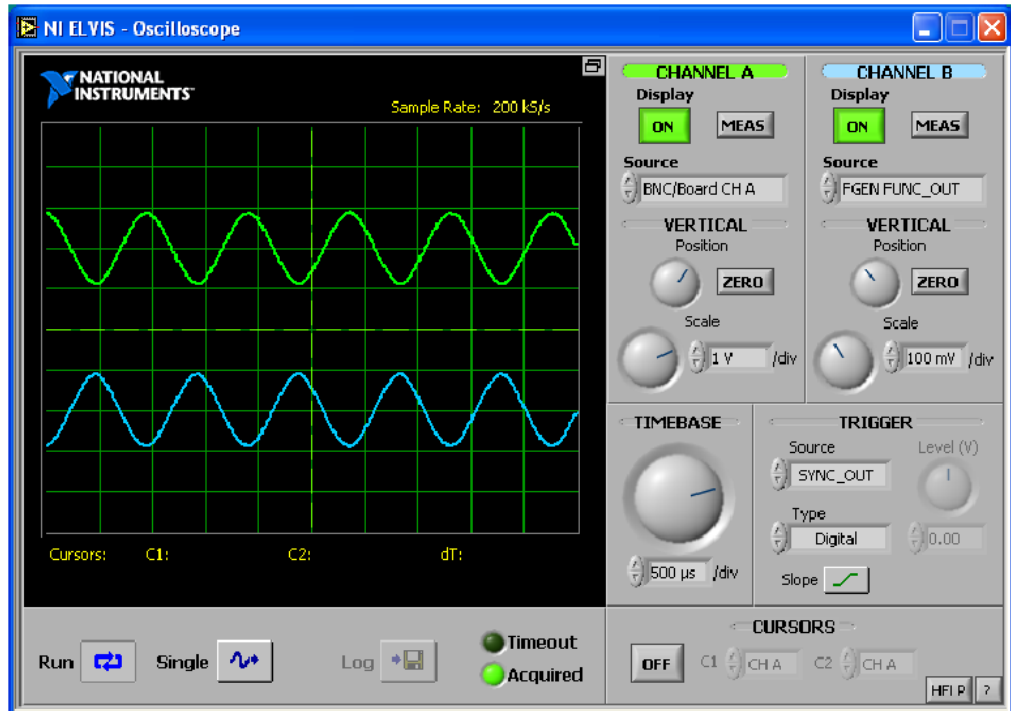 NI ELVIS - Oscilloscope
NATIONAL
INSTRUMENTS™
Sample Rate: 200 kS/s
Cursors: C1: C2: dT:
Run Single Log Timeout
Acquired
CHANNEL A
Display
ON MEAS
Source
BNC/Board CH A
VERTICAL
Position
ZERO
Scale
1 V /div
CHANNEL B
Display
ON MEAS
Source
FGEN FUNC_OUT
VERTICAL
Position
ZERO
Scale
100 mV /div
TIMEBASE
500 µs /div
TRIGGER
Source Level (V)
SYNC_OUT
Type
Digital 0.00
Slope
CURSORS
OFF C1 CH A C2 CH A
HELP ?